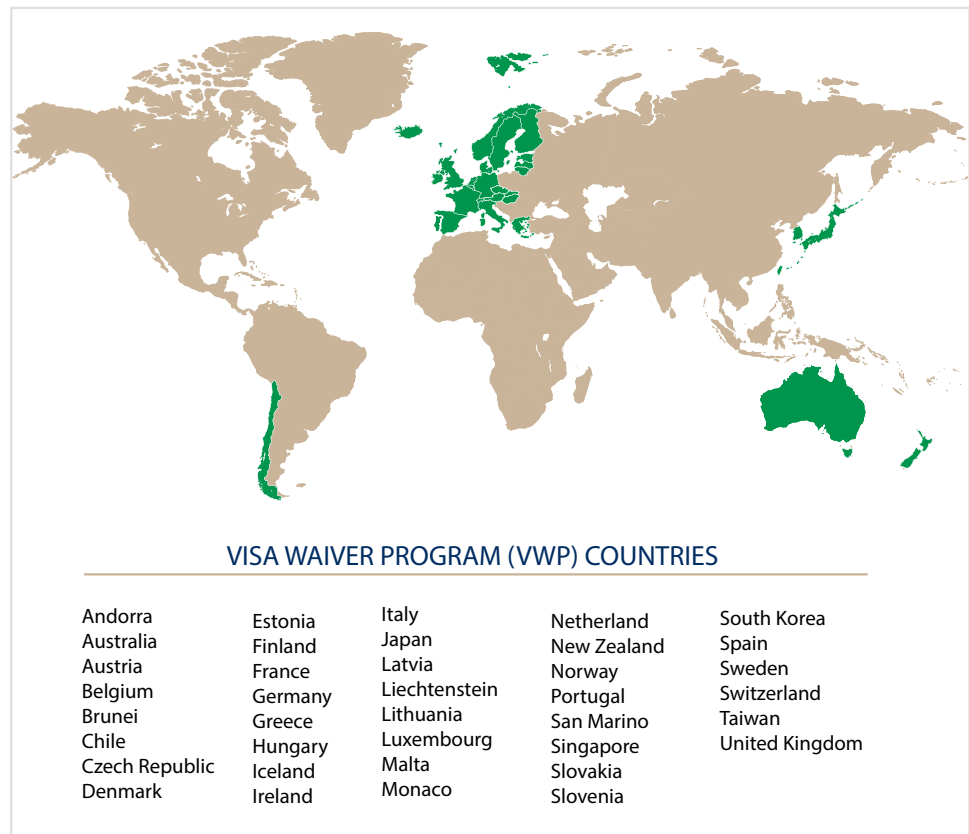 VISA WAIVER PROGRAM (VWP) COUNTRIES
Andorra
Australia
Austria
Belgium
Brunei
Chile
Czech Republic
Denmark
Estonia
Finland
France
Germany
Greece
Hungary
Iceland
Ireland
Italy
Japan
Latvia
Liechtenstein
Lithuania
Luxembourg
Malta
Monaco
Netherland
New Zealand
Norway
Portugal
San Marino
Singapore
Slovakia
Slovenia
South Korea
Spain
Sweden
Switzerland
Taiwan
United Kingdom